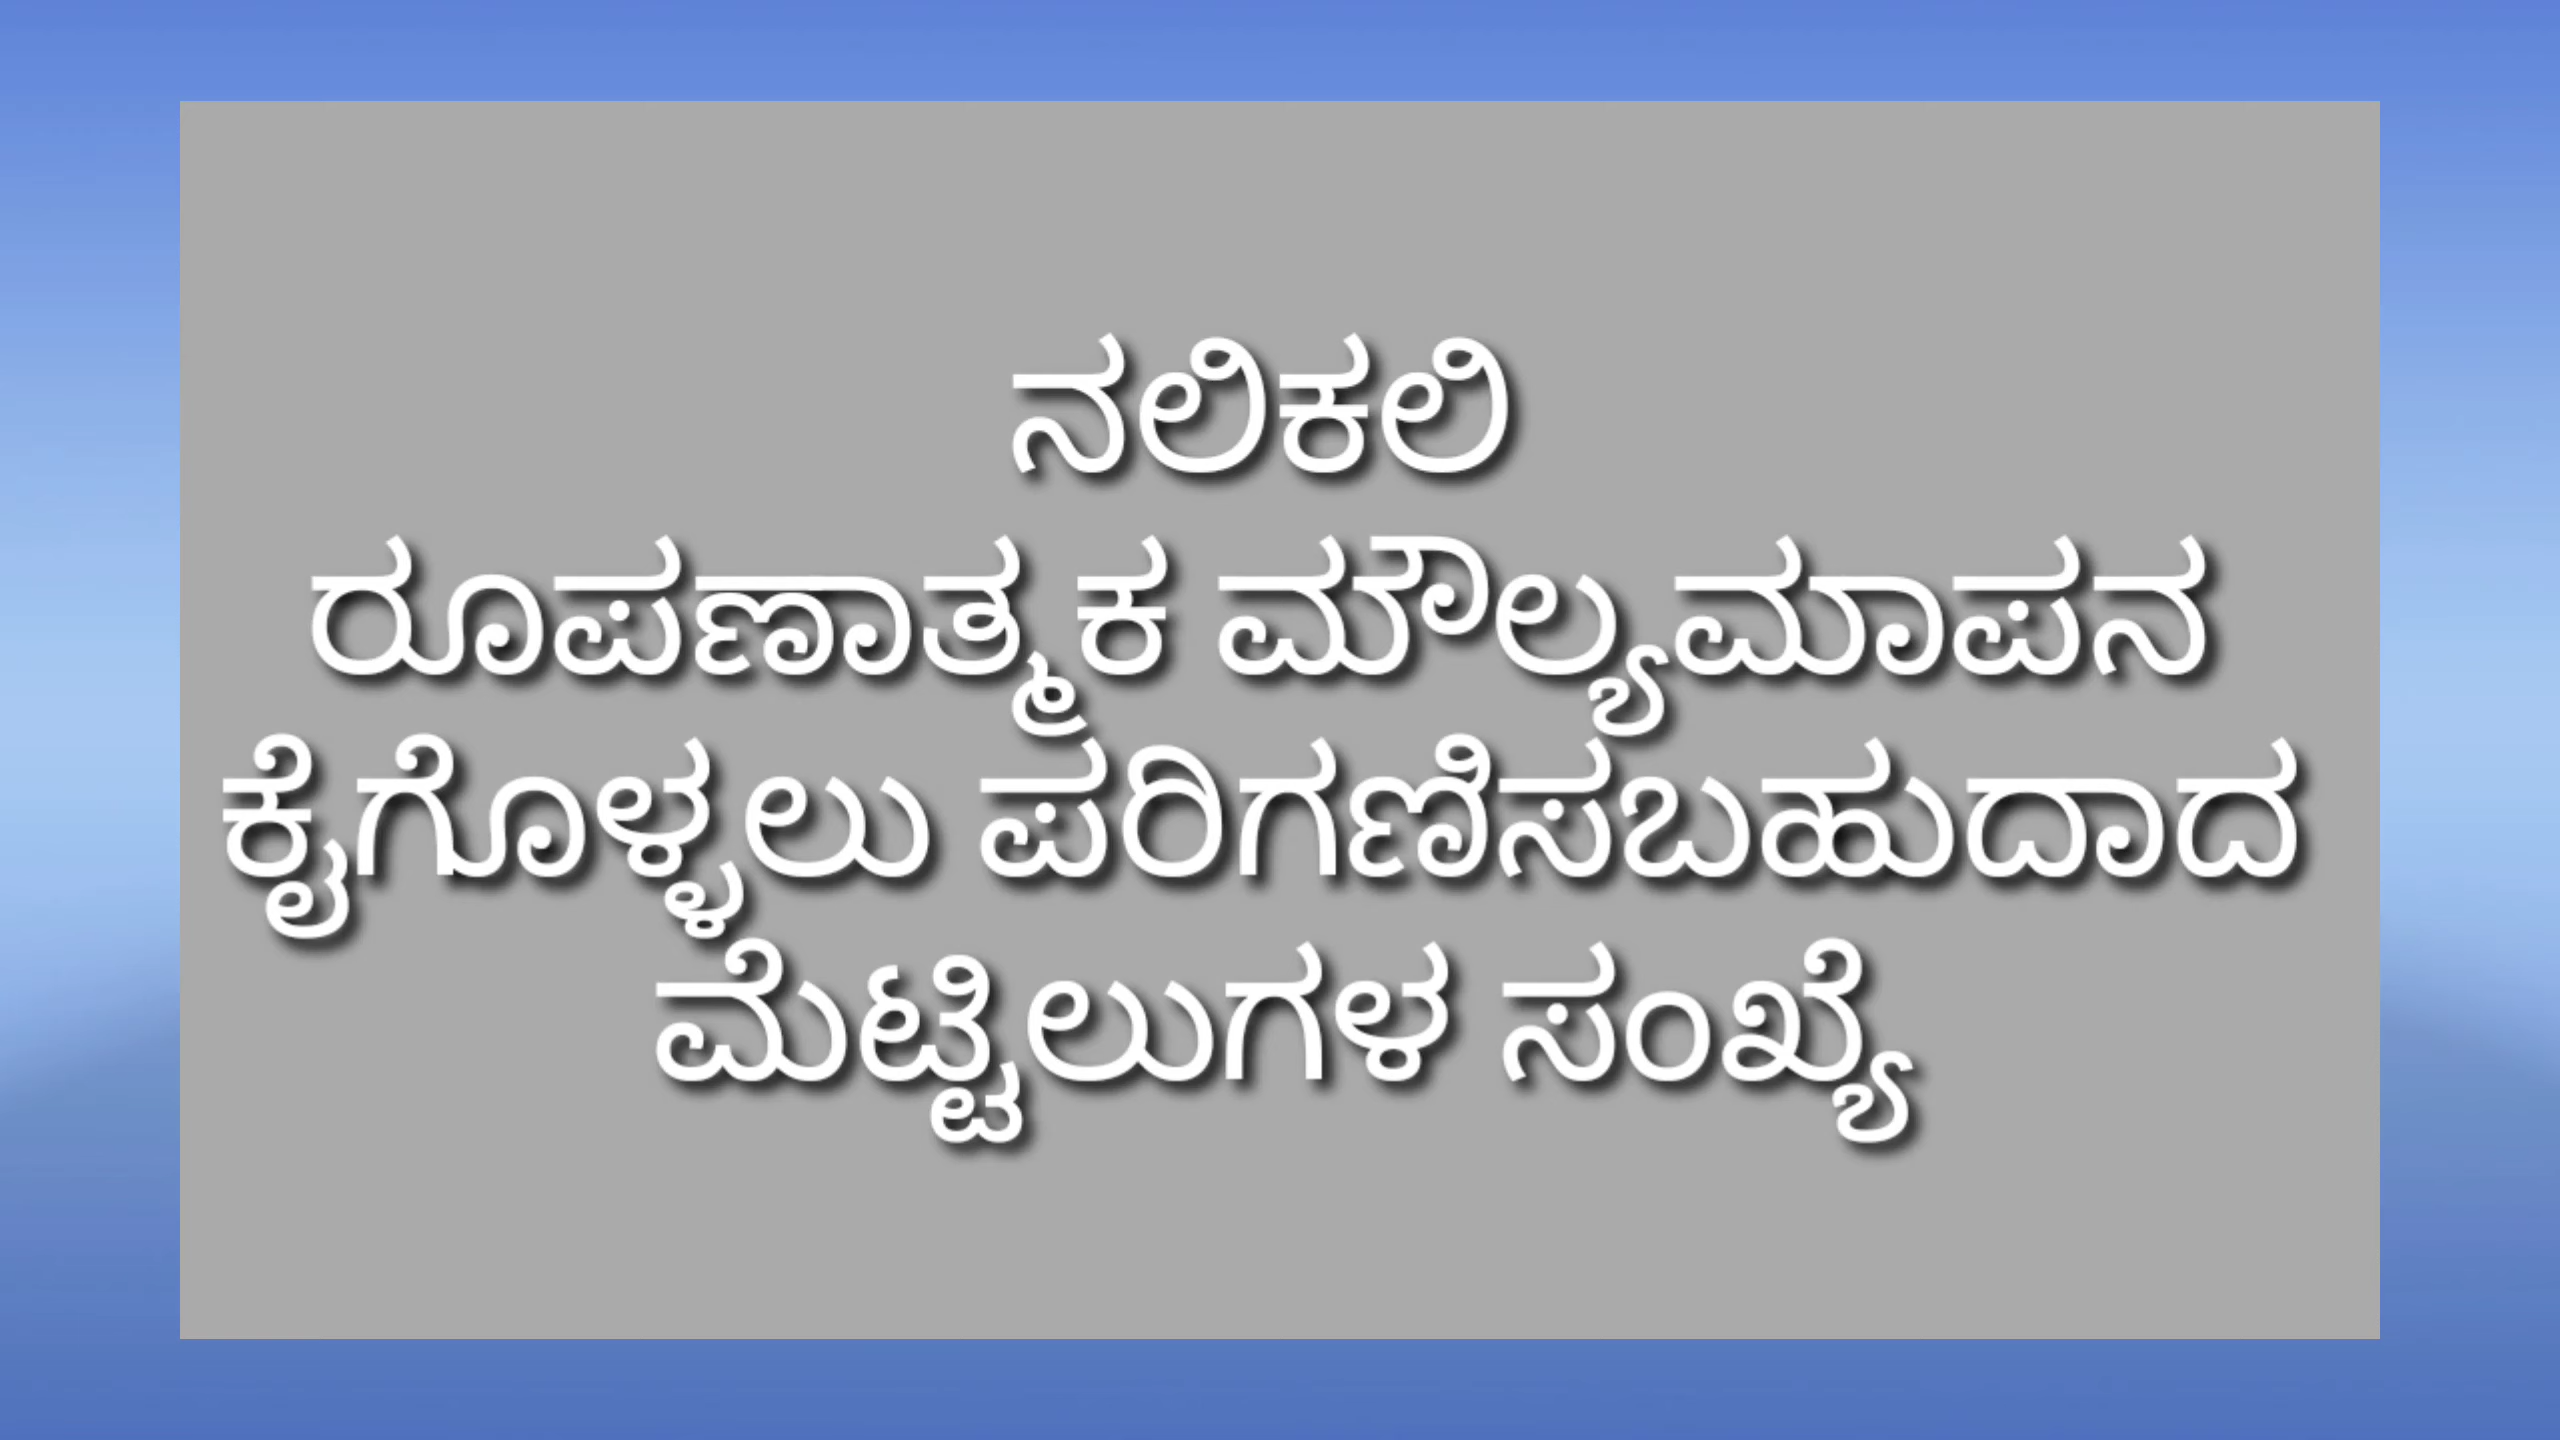 ನಲಿಕಲಿ
ರೂಪಣಾತ್ಮಕ ಮೌಲ್ಯಮಾಪನ
ಕೈಗೊಳ್ಳಲು ಪರಿಗಣಿಸಬಹುದಾದ
ಮೆಟ್ಟಿಲುಗಳ ಸಂಖ್ಯೆ